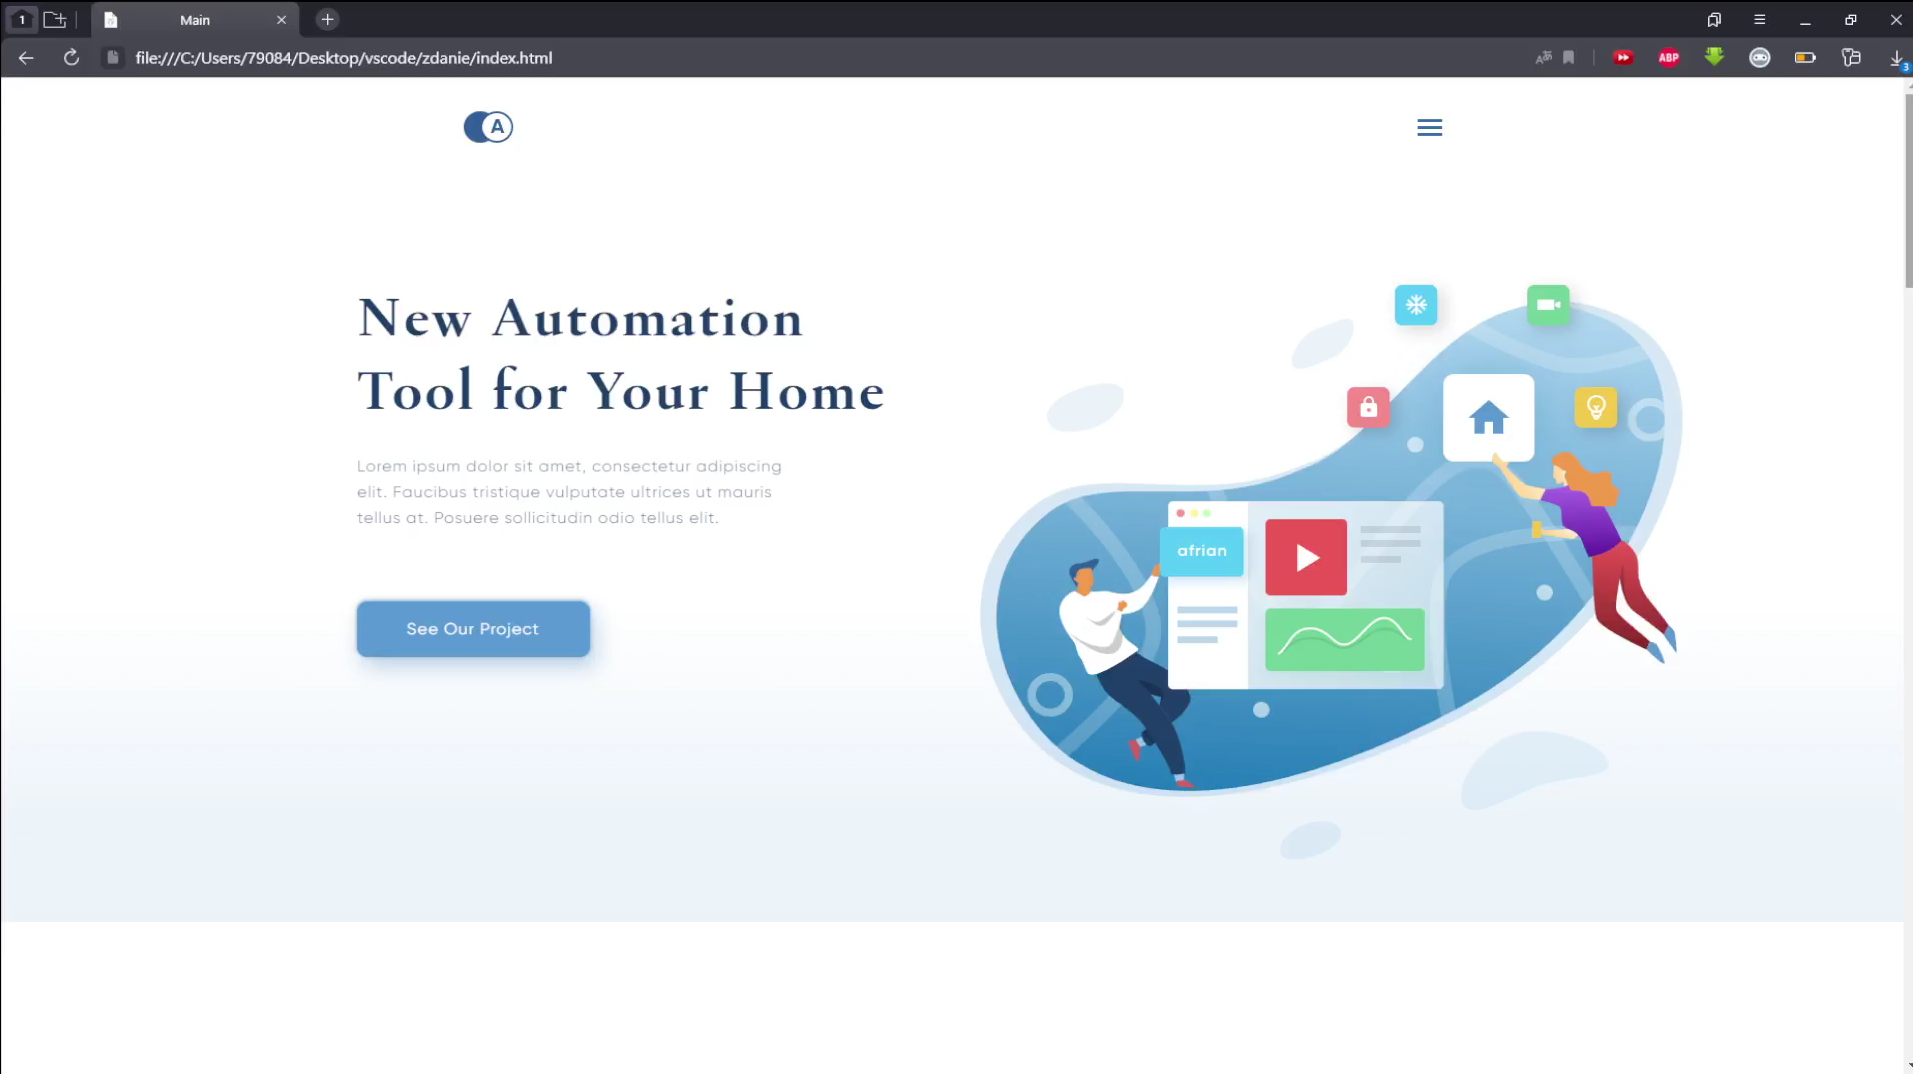 1
Main
file:///C:/Users/79084/Desktop/vscode/zdanie/index.html
ABP
3
A
New Automation
Tool for Your Home
Lorem ipsum dolor sit amet, consectetur adipiscing
elit. Faucibus tristique vulputate ultrices ut mauris
tellus at. Posuere sollicitudin odio tellus elit.
See Our Project
afrian